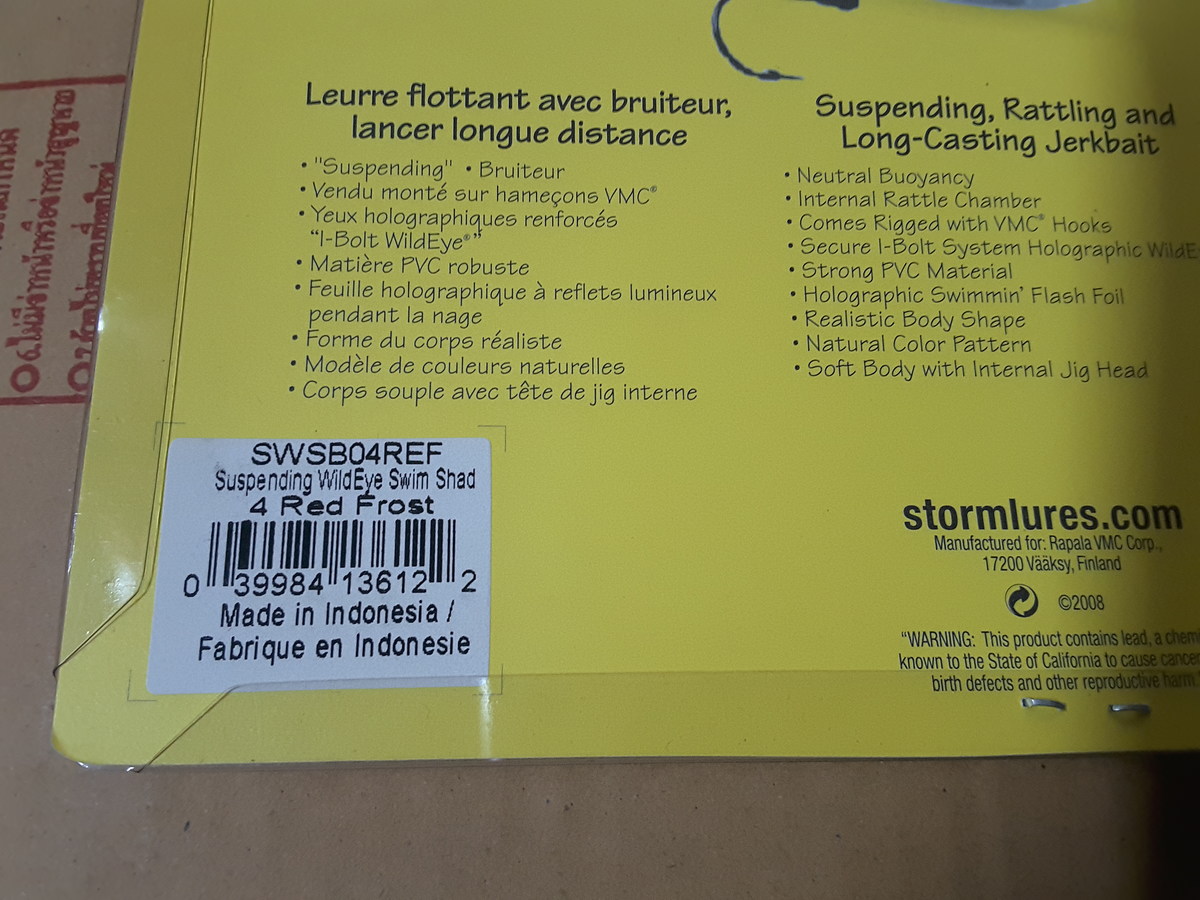 Leurre flottant avec bruiteur,
lancer longue distance
• "Suspending" • Bruiteur
• Vendu monté sur hameçons VMC®
• Yeux holographiques renforcés
“I-Bolt WildEye®”
• Matière PVC robuste
• Feuille holographique à reflets lumineux
pendant la nage
• Forme du corps réaliste
• Modèle de couleurs naturelles
• Corps souple avec tête de jig interne
Suspending, Rattling and
Long-Casting Jerkbait
• Neutral Buoyancy
• Internal Rattle Chamber
• Comes Rigged with VMC® Hooks
• Secure I-Bolt System Holographic WildE
• Strong PVC Material
• Holographic Swimmin’ Flash Foil
• Realistic Body Shape
• Natural Color Pattern
• Soft Body with Internal Jig Head
SWSB04REF
Suspending WildEye Swim Shad
4 Red Frost
0 39984 13612 2
Made in Indonesia /
Fabrique en Indonesie
stormlures.com
Manufactured for: Rapala VMC Corp.,
17200 Vääksy, Finland
©2008
“WARNING: This product contains lead, a chem
known to the State of California to cause cancer
birth defects and other reproductive harm.